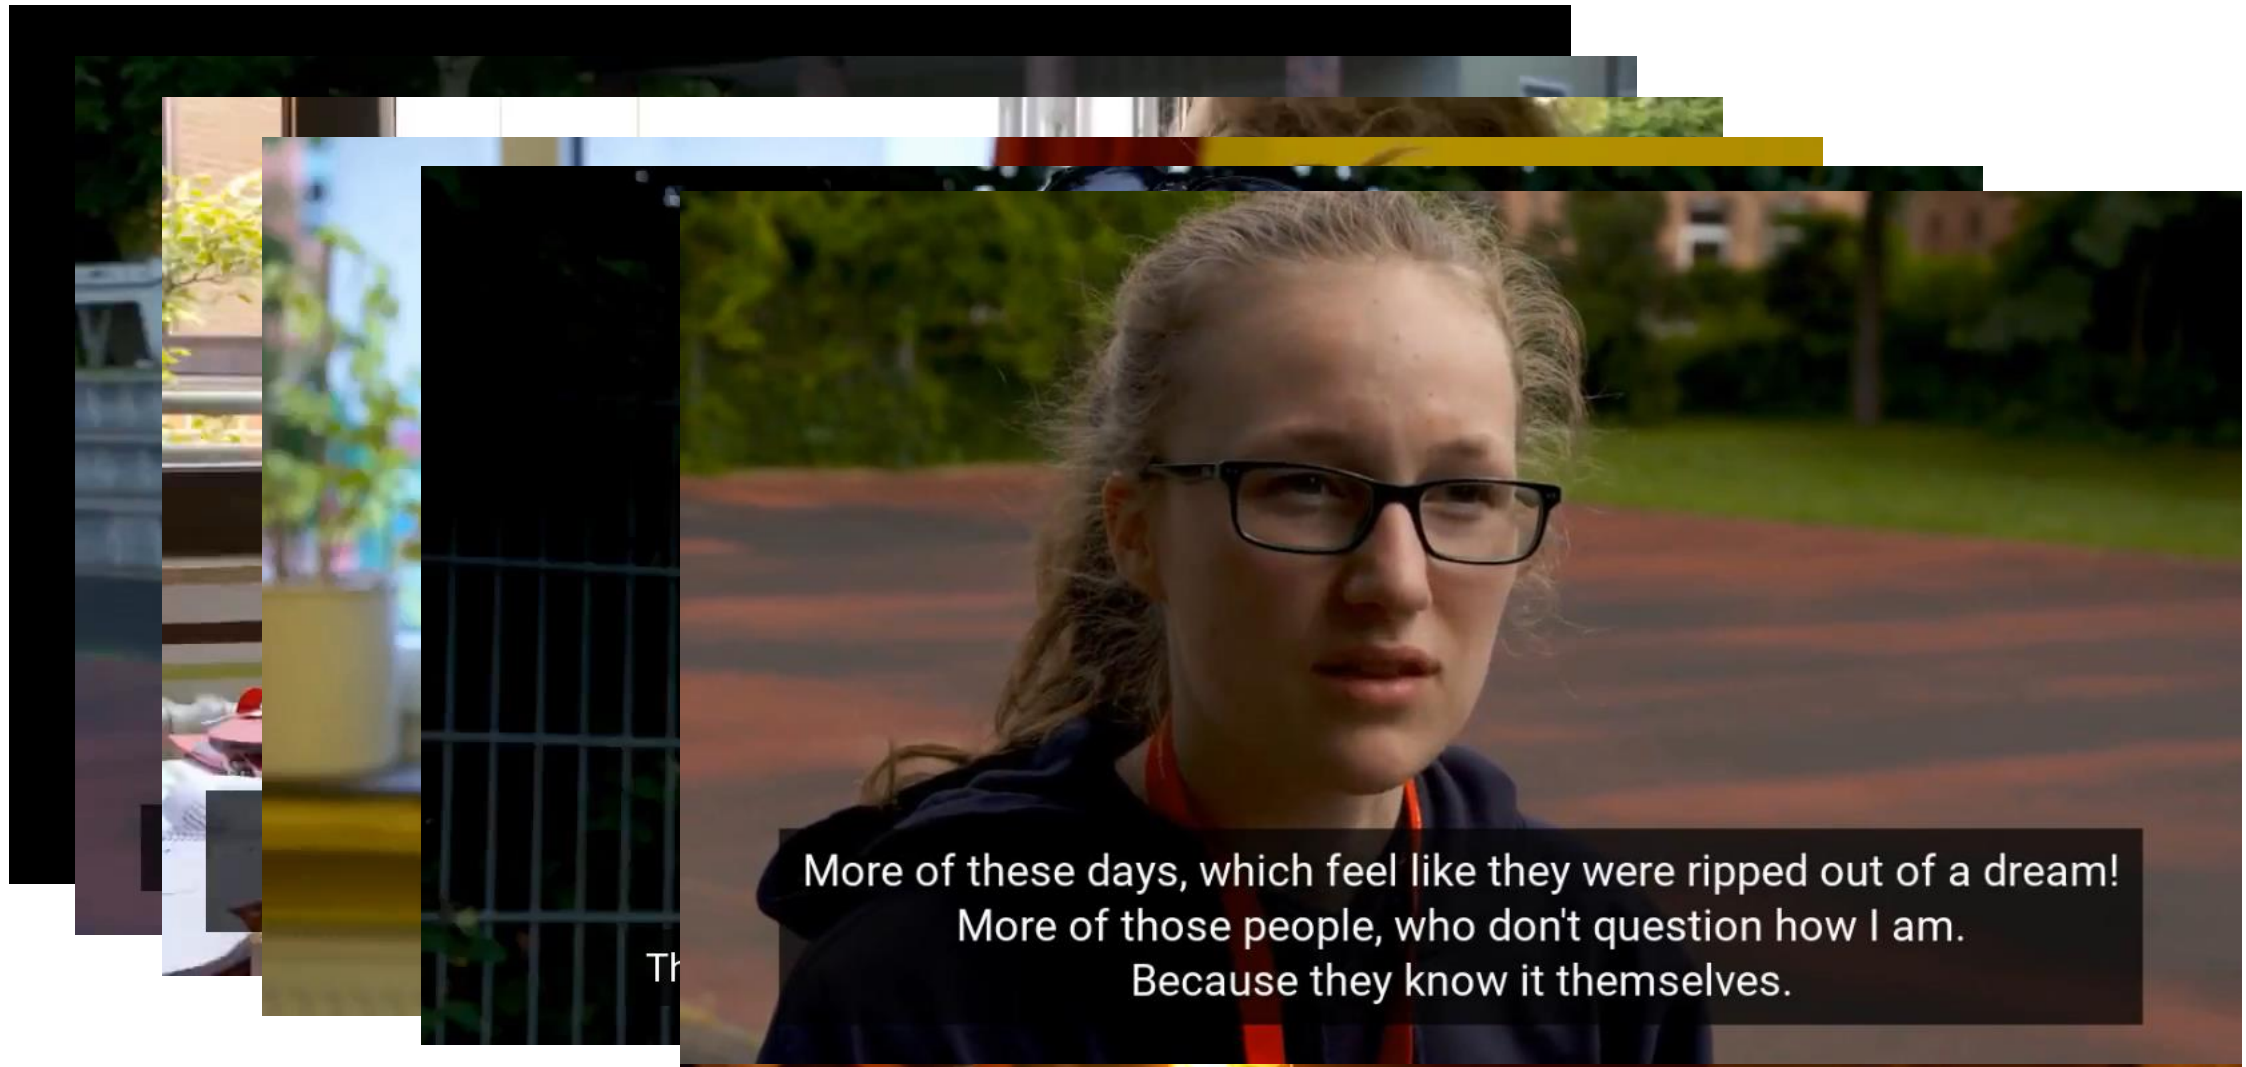 More of these days, which feel like they were ripped out of a dream!
More of those people, who don't question how I am.
Because they know it themselves.